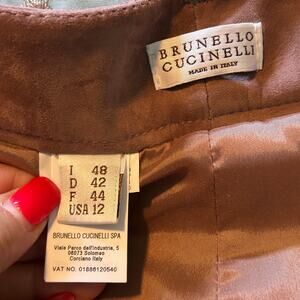 BRUNELLO
CUCINELLI
MADE IN ITALY
I 48
D 42
F 44
USA 12
BRUNELLO CUCINELLI SPA
Viale Parco dell'Industria, 5
06073 Solomeo
Corciano Italy
VAT NO. 01886120540